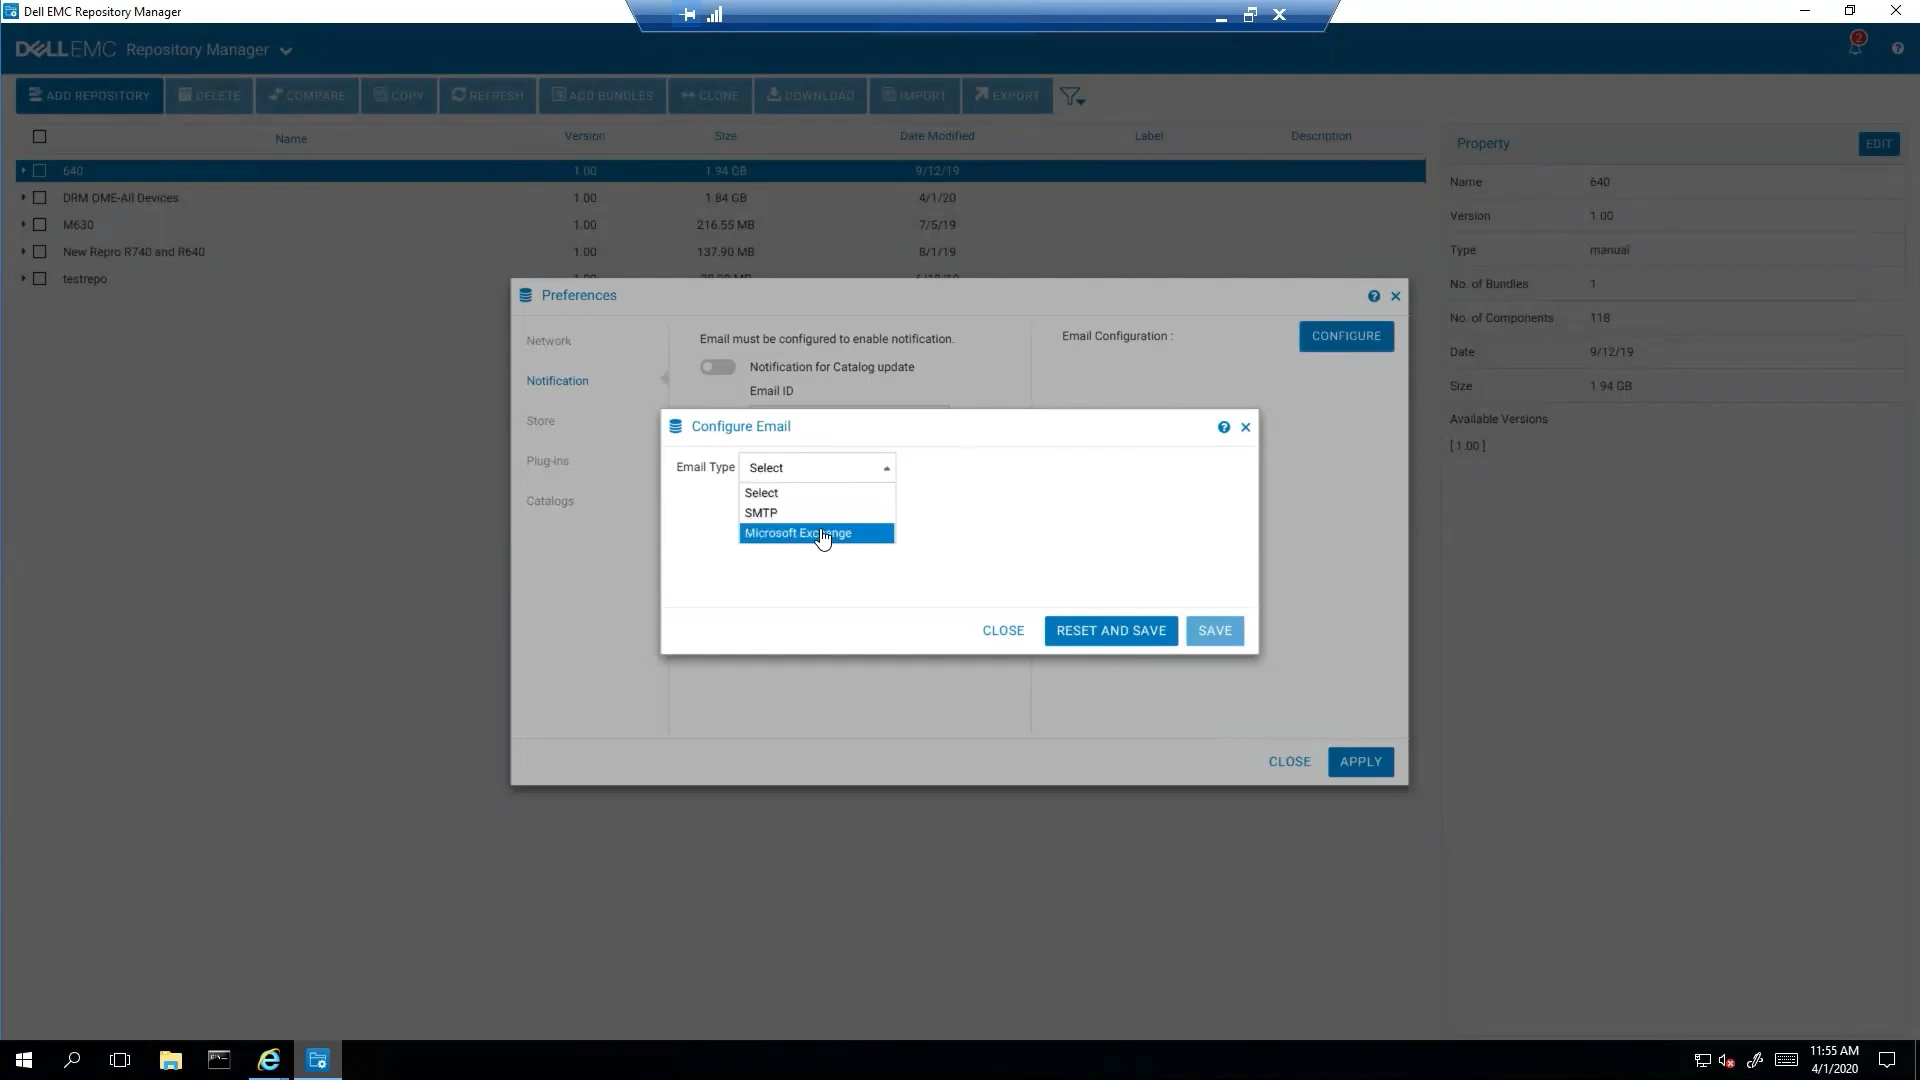 Dell EMC Repository Manager
DELLEMC Repository Manager
2
ADD REPOSITORY DELETE COMPARE COPY REFRESH ADD BUNDLES CLONE DOWNLOAD IMPORT EXPORT
Name Version Size Date Modified Label Description
640 1.00 1.94 GB 9/12/19
DRM OME-All Devices 1.00 1.84 GB 4/1/20
M630 1.00 216.55 MB 7/5/19
New Repro R740 and R640 1.00 137.90 MB 8/1/19
testrepo
Property EDIT
Name 640
Version 1.00
Type manual
No. of Bundles 1
No. of Components 118
Date 9/12/19
Size 1.94 GB
Available Versions
[ 1.00 ]
Preferences
Network
Notification
Store
Plug-ins
Catalogs
Email must be configured to enable notification.
Notification for Catalog update
Email ID
Email Configuration :
CONFIGURE
Configure Email
Email Type Select
Select
SMTP
Microsoft Exchange
CLOSE RESET AND SAVE SAVE
CLOSE APPLY
11:55 AM
4/1/2020